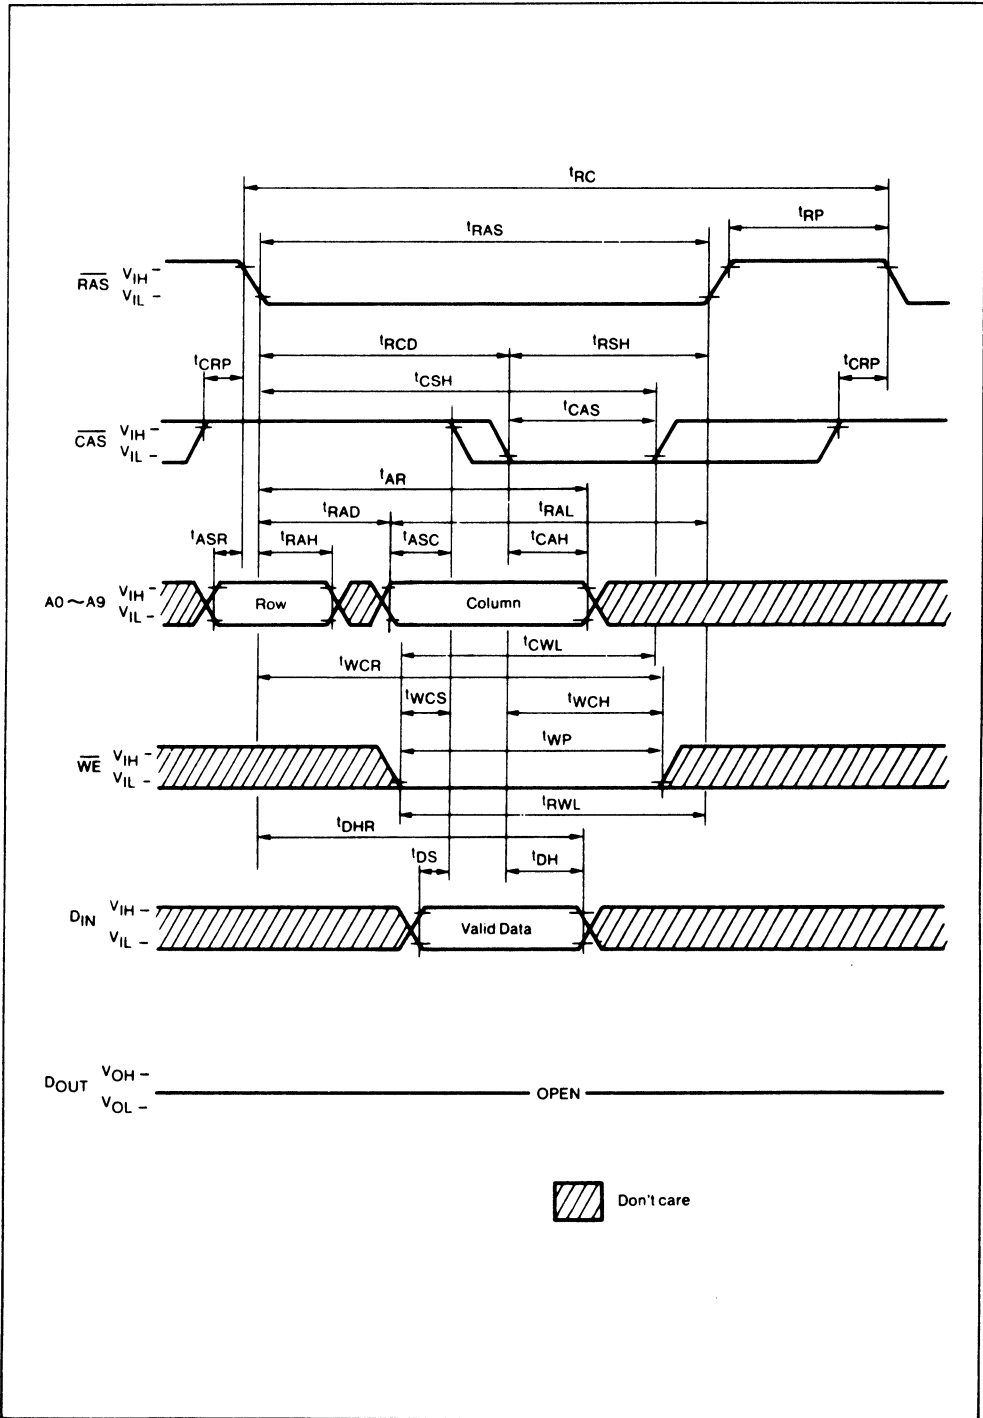 tRC
tRP
tRAS
RAS VIH
VIL
tRCD tRSH
tCRP tCRP
tCSH
tCAS
CAS VIH
VIL
tAR
tRAD tRAL
tASR tRAH tASC tCAH
A0～A9 VIH
VIL
Row Column
tCWL
tWCR
tWCS tWCH
tWP
WE VIH
VIL
tRWL
tDHR
tDS tDH
DIN VIH
VIL
Valid Data
DOUT VOH
VOL
OPEN
Don't care